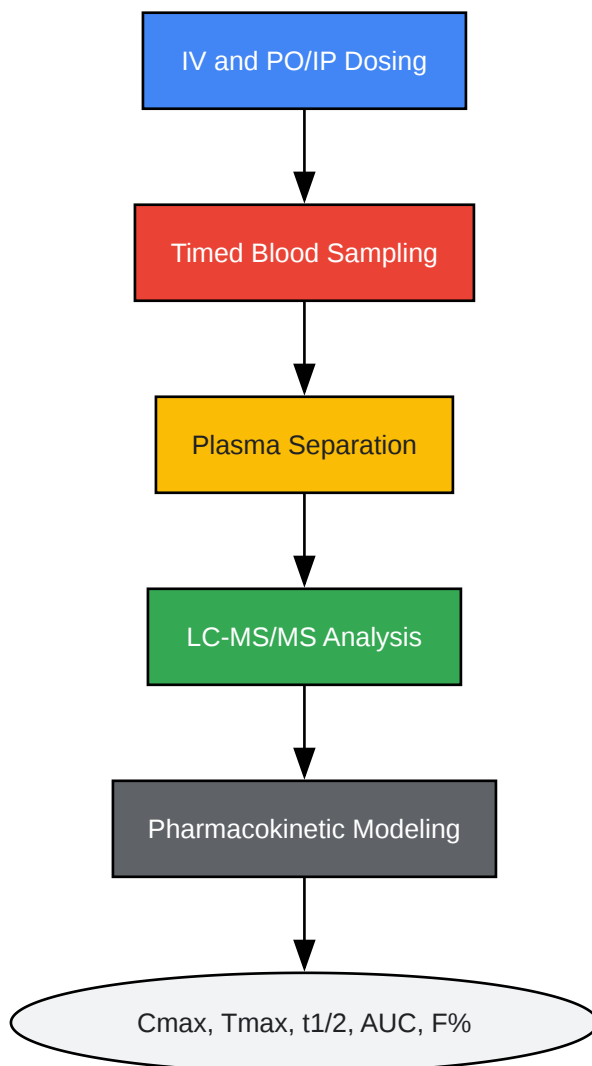 IV and PO/IP Dosing
Timed Blood Sampling
Plasma Separation
LC-MS/MS Analysis
Pharmacokinetic Modeling
Cmax, Tmax, t1/2, AUC, F%